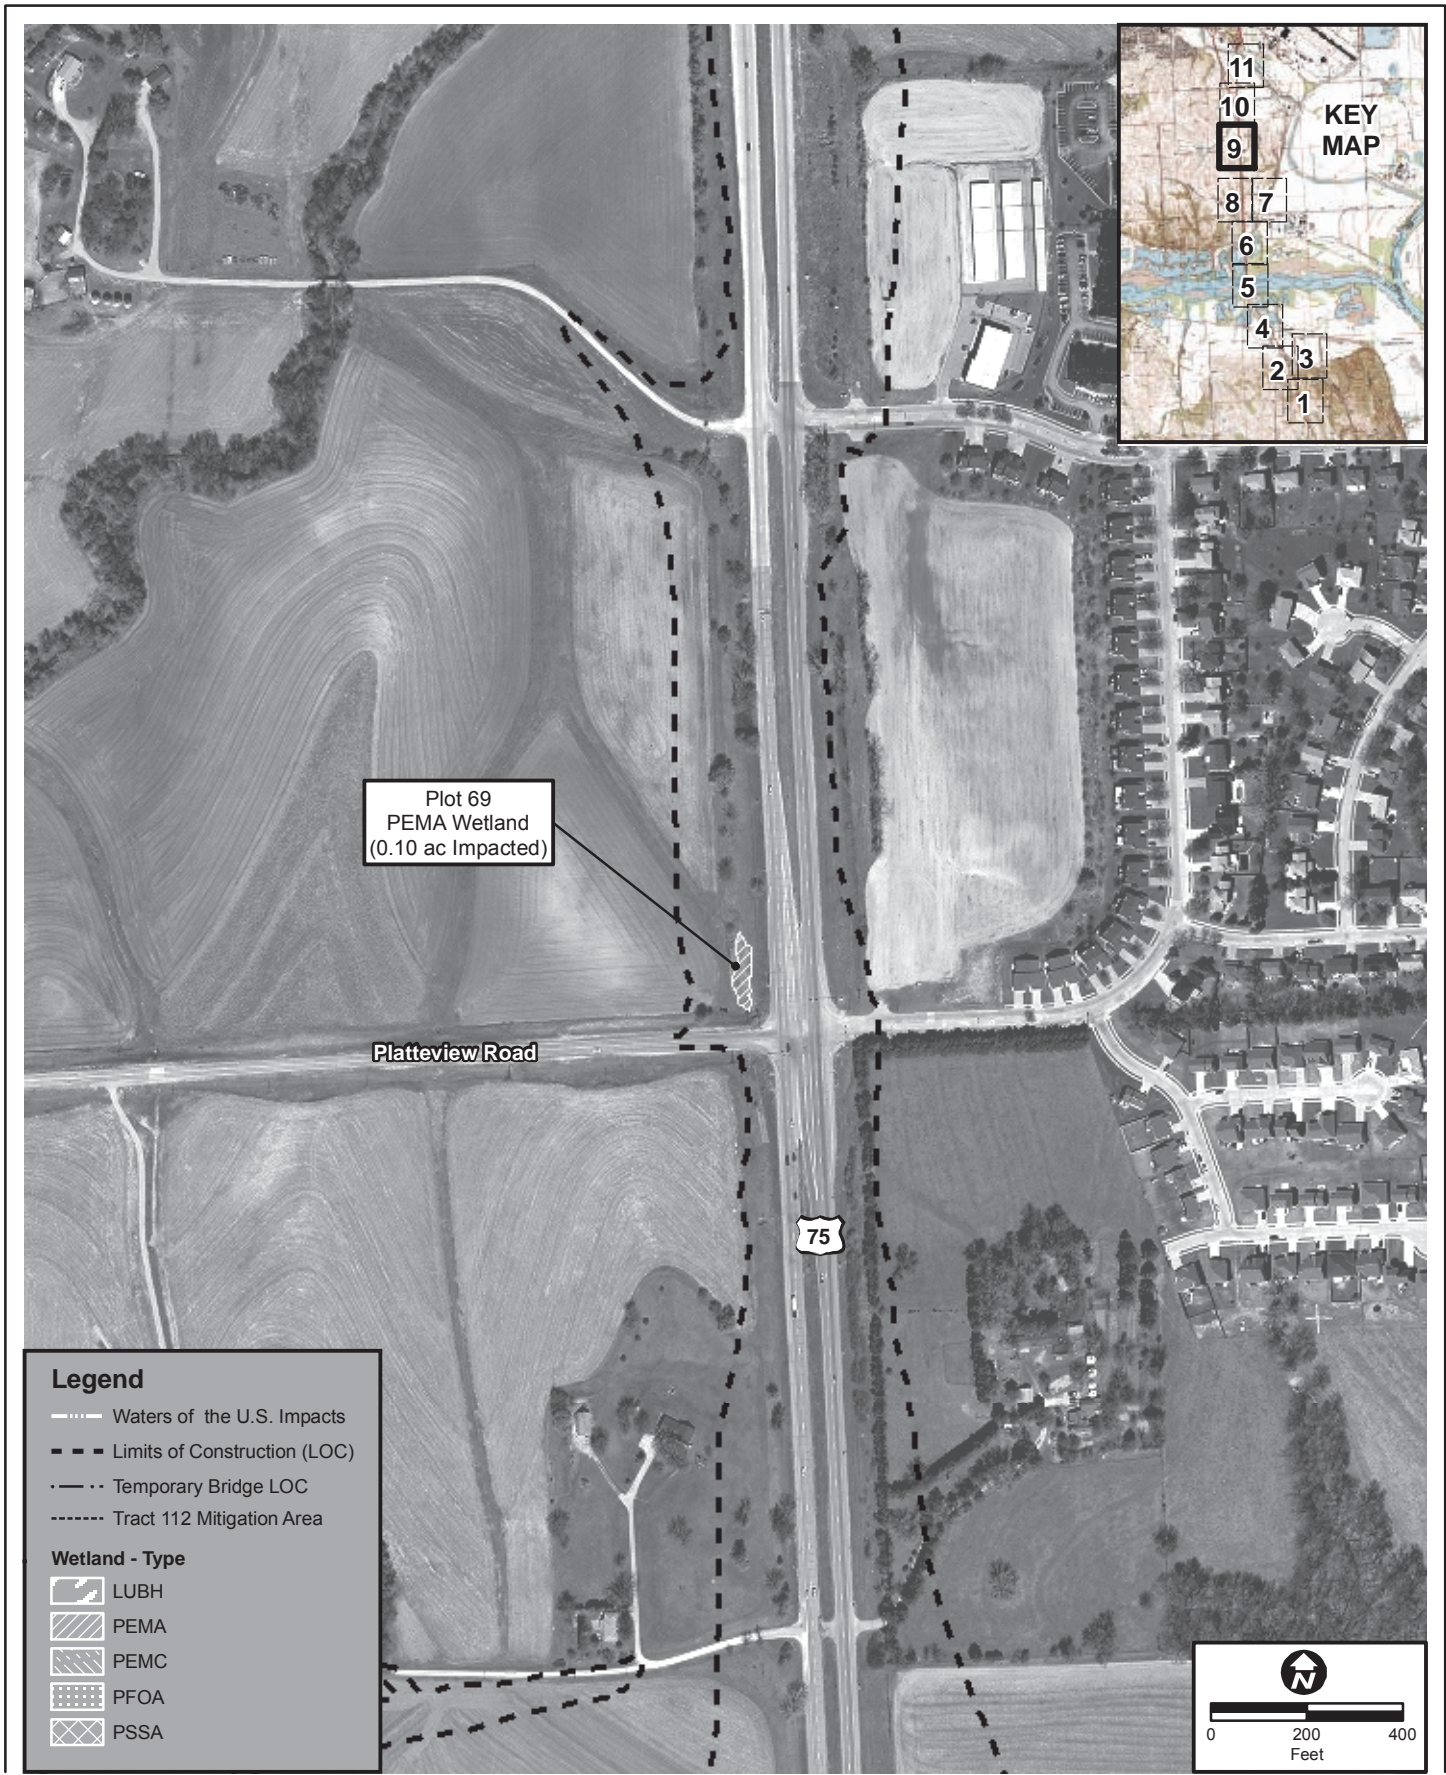 11
10
KEY
MAP
9
8 7
6
5
4
3
2
1
Plot 69
PEMA Wetland
(0.10 ac Impacted)
Platteview Road
75
Legend
Waters of the U.S. Impacts
Limits of Construction (LOC)
Temporary Bridge LOC
Tract 112 Mitigation Area
Wetland - Type
LUBH
PEMA
PEMC
PFOA
PSSA
N
0 200 400
Feet